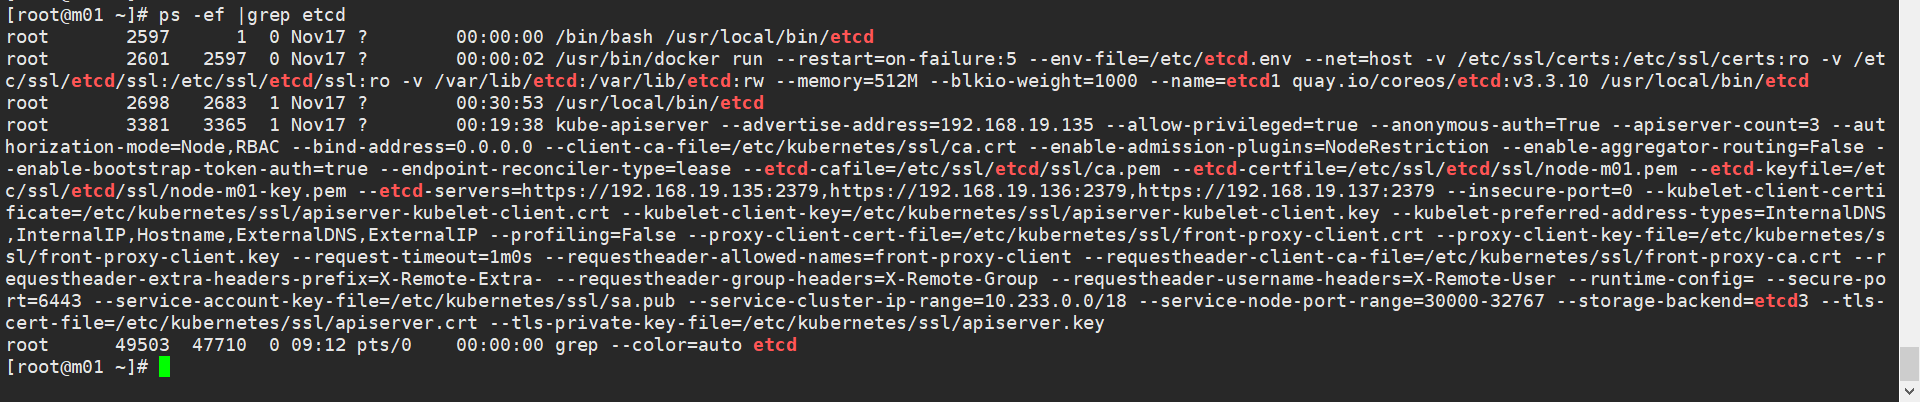 [root@m01 ~]# ps -ef |grep etcd
root       2597      1  0 Nov17 ?        00:00:00 /bin/bash /usr/local/bin/etcd
root       2601   2597  0 Nov17 ?        00:00:02 /usr/bin/docker run --restart=on-failure:5 --env-file=/etc/etcd.env --net=host -v /etc/ssl/certs:/etc/ssl/certs:ro -v /et
c/ssl/etcd/ssl:/etc/ssl/etcd/ssl:ro -v /var/lib/etcd:/var/lib/etcd:rw --memory=512M --blkio-weight=1000 --name=etcd1 quay.io/coreos/etcd:v3.3.10 /usr/local/bin/etcd
root       2698   2683  1 Nov17 ?        00:30:53 /usr/local/bin/etcd
root       3381   3365  1 Nov17 ?        00:19:38 kube-apiserver --advertise-address=192.168.19.135 --allow-privileged=true --anonymous-auth=True --apiserver-count=3 --aut
horization-mode=Node,RBAC --bind-address=0.0.0.0 --client-ca-file=/etc/kubernetes/ssl/ca.crt --enable-admission-plugins=NodeRestriction --enable-aggregator-routing=False -
-enable-bootstrap-token-auth=true --endpoint-reconciler-type=lease --etcd-cafile=/etc/ssl/etcd/ssl/ca.pem --etcd-certfile=/etc/ssl/etcd/ssl/node-m01.pem --etcd-keyfile=/et
c/ssl/etcd/ssl/node-m01-key.pem --etcd-servers=https://192.168.19.135:2379,https://192.168.19.136:2379,https://192.168.19.137:2379 --insecure-port=0 --kubelet-client-certi
ficate=/etc/kubernetes/ssl/apiserver-kubelet-client.crt --kubelet-client-key=/etc/kubernetes/ssl/apiserver-kubelet-client.key --kubelet-preferred-address-types=InternalDNS
,InternalIP,Hostname,ExternalDNS,ExternalIP --profiling=False --proxy-client-cert-file=/etc/kubernetes/ssl/front-proxy-client.crt --proxy-client-key-file=/etc/kubernetes/s
sl/front-proxy-client.key --request-timeout=1m0s --requestheader-allowed-names=front-proxy-client --requestheader-client-ca-file=/etc/kubernetes/ssl/front-proxy-ca.crt --r
equestheader-extra-headers-prefix=X-Remote-Extra- --requestheader-group-headers=X-Remote-Group --requestheader-username-headers=X-Remote-User --runtime-config= --secure-po
rt=6443 --service-account-key-file=/etc/kubernetes/ssl/sa.pub --service-cluster-ip-range=10.233.0.0/18 --service-node-port-range=30000-32767 --storage-backend=etcd3 --tls-
cert-file=/etc/kubernetes/ssl/apiserver.crt --tls-private-key-file=/etc/kubernetes/ssl/apiserver.key
root      49503  47710  0 09:12 pts/0    00:00:00 grep --color=auto etcd
[root@m01 ~]#